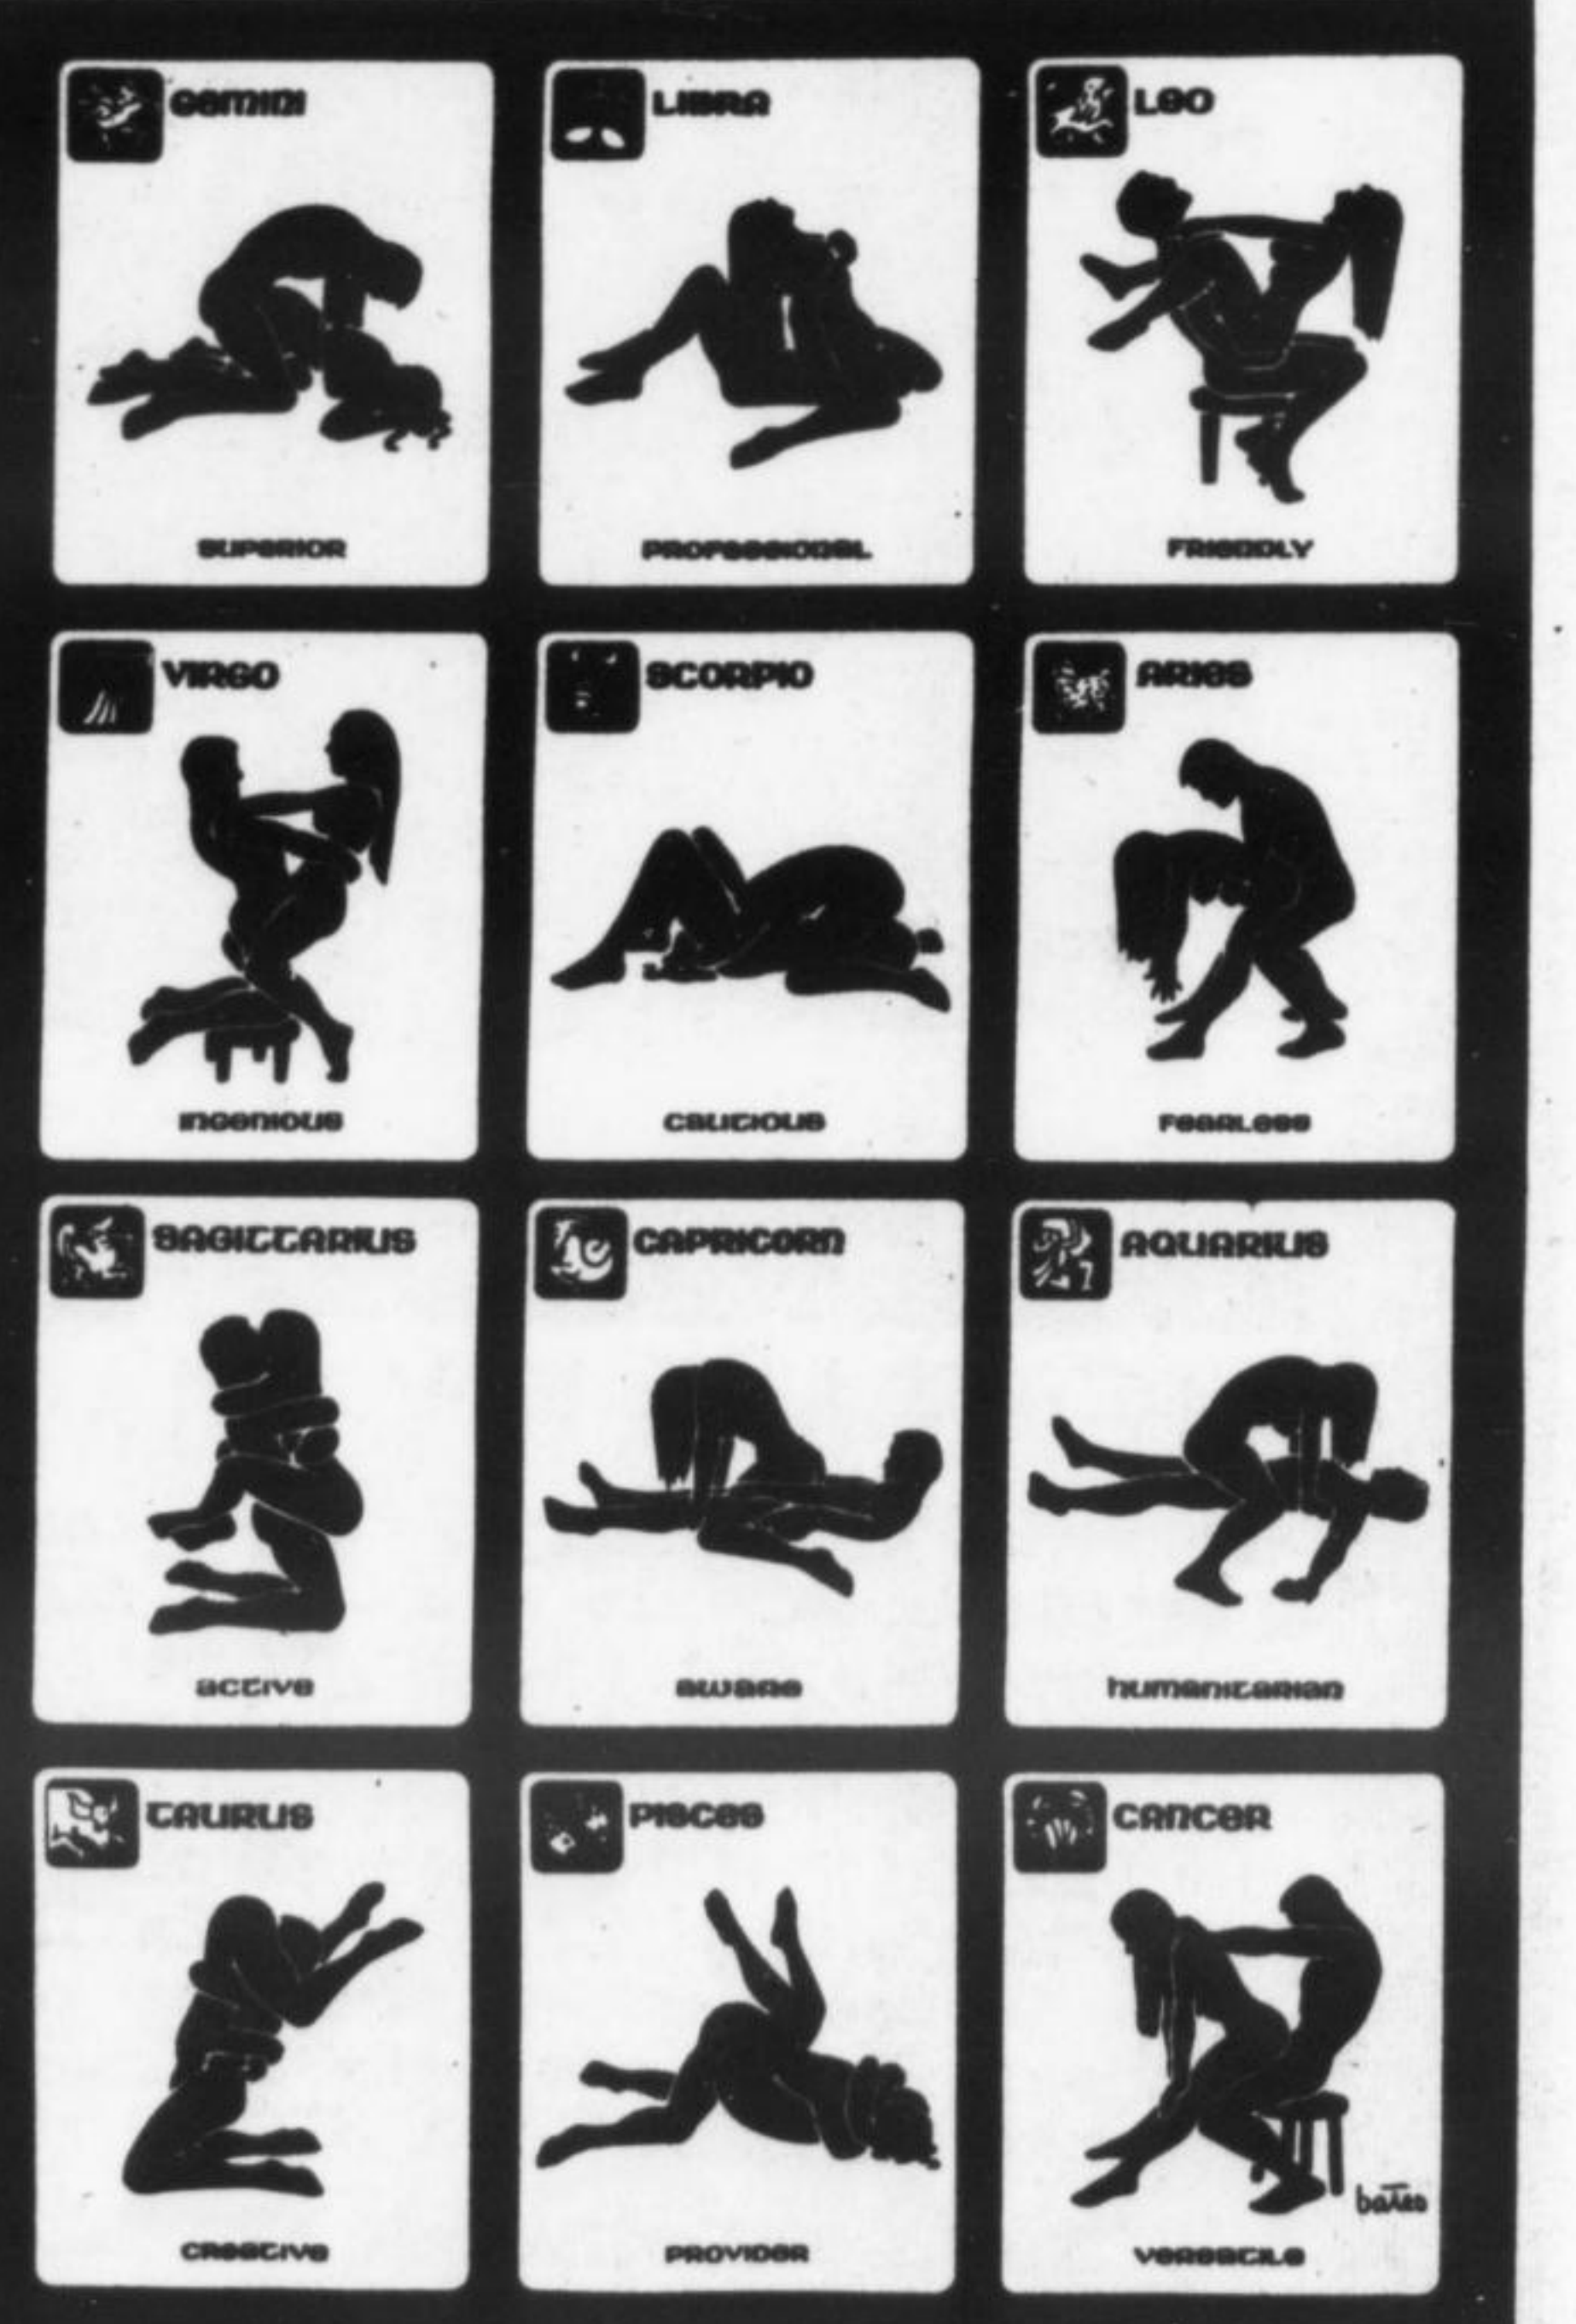 GEMINI
LIBRA
LEO
SUPERIOR
PROFESSIONAL
FRIENDLY
VIRGO
SCORPIO
ARIES
INGENIOUS
CAUTIOUS
FEARLESS
SAGITTARIUS
CAPRICORN
AQUARIUS
ACTIVE
AWARE
HUMANITARIAN
TAURUS
PISCES
CANCER
CREATIVE
PROVIDER
VERSATILE